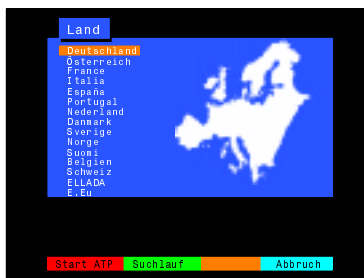 Land
Deutschland
Österreich
France
Italia
España
Portugal
Nederland
Danmark
Sverige
Norge
Suomi
Belgien
Schweiz
ELLADA
E.Eu
Start ATP Suchlauf Abbruch